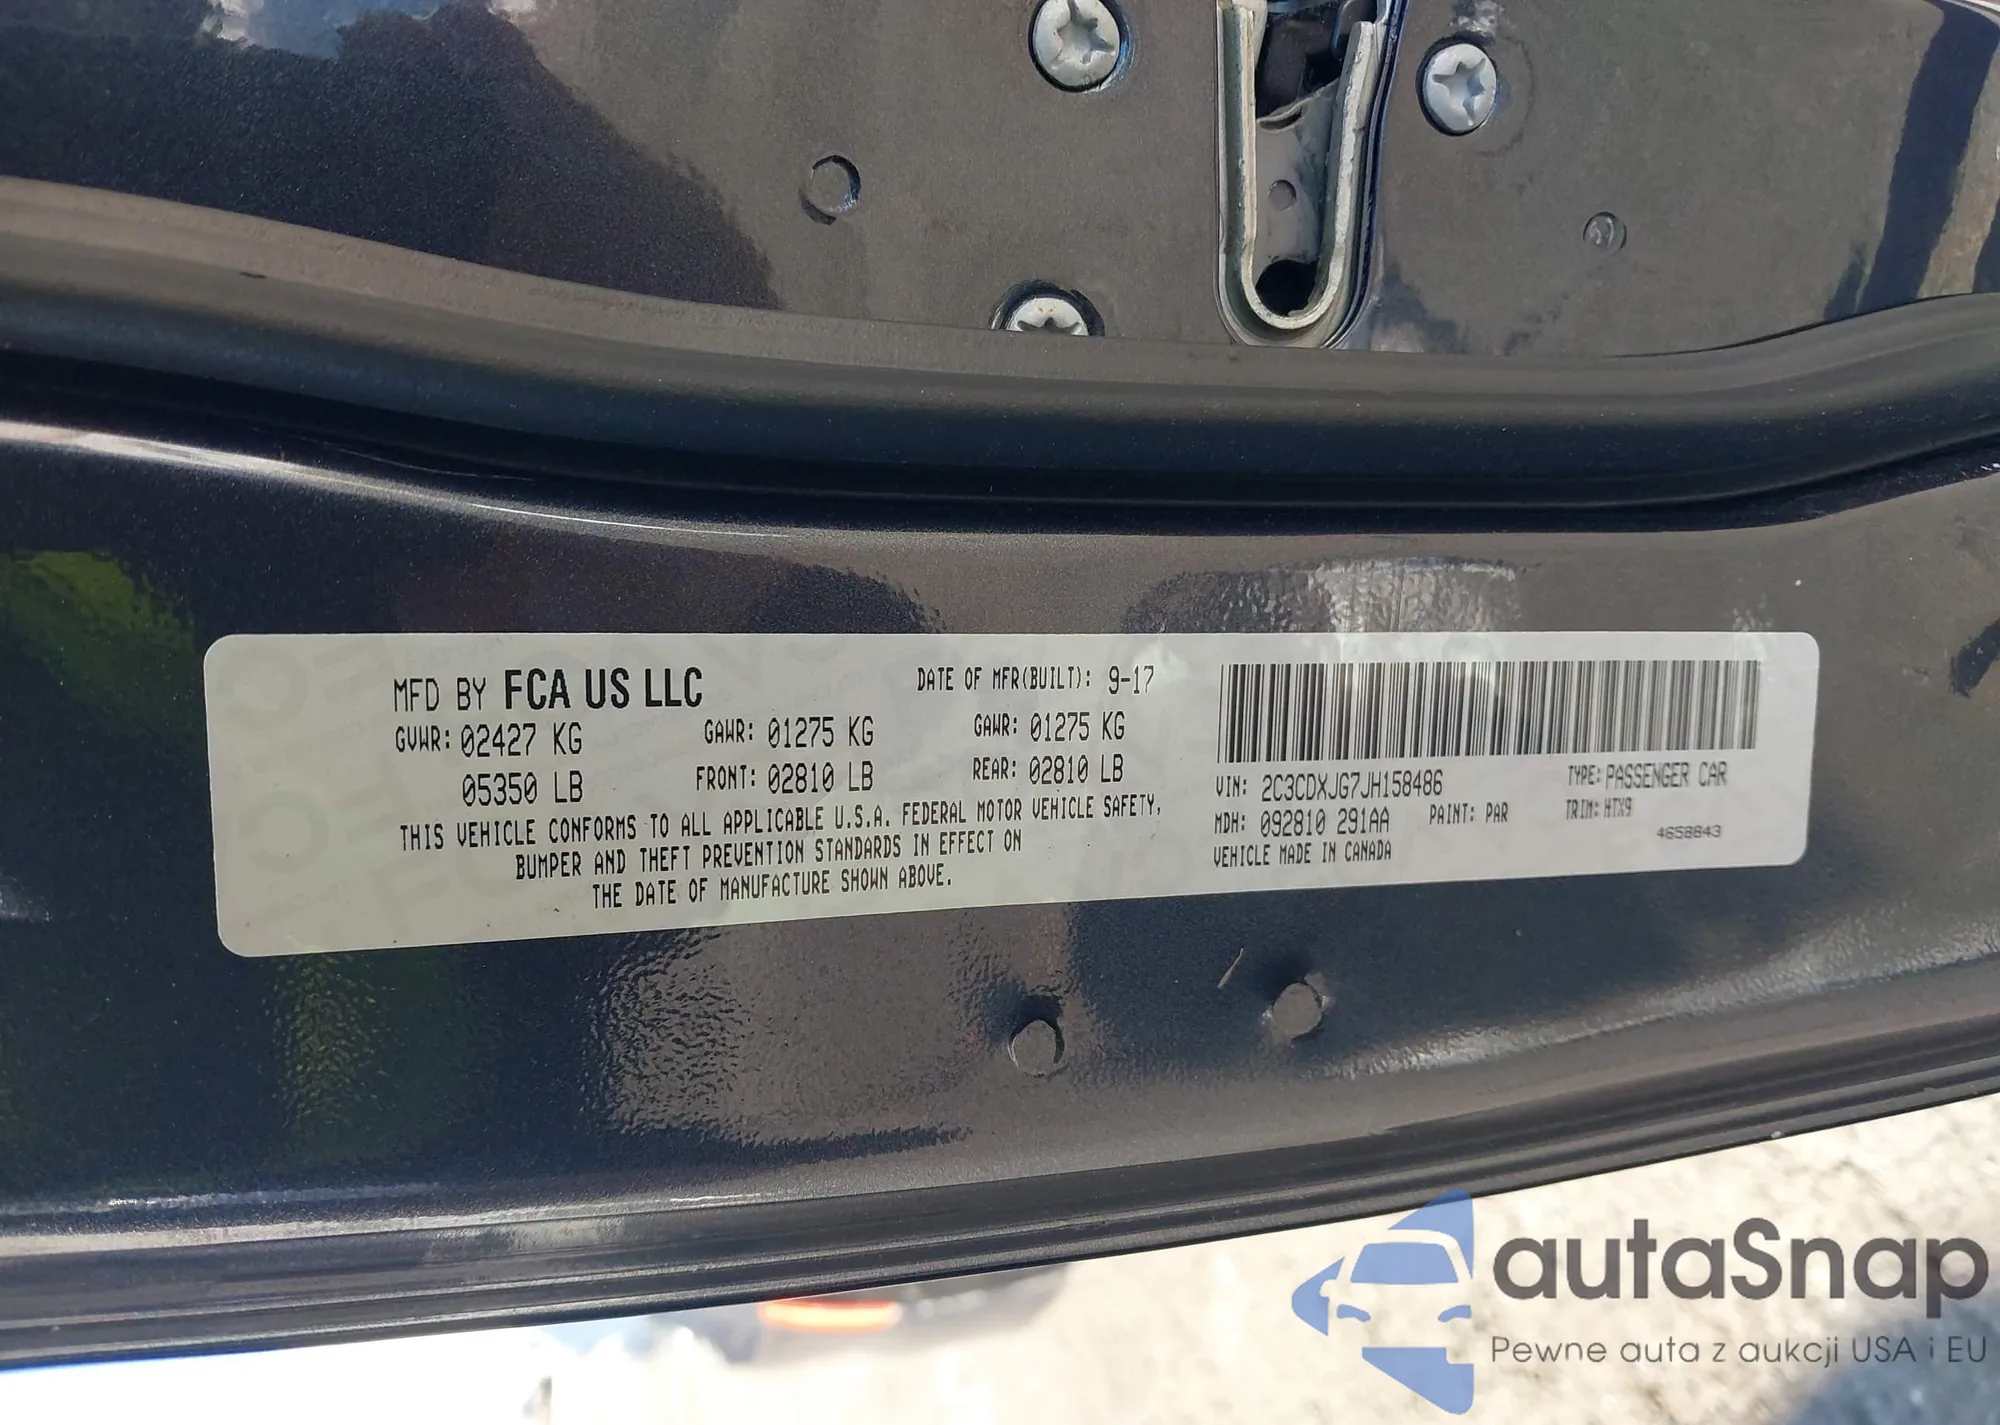 MFD BY FCA US LLC DATE OF MFR(BUILT): 9-17
GVWR: 02427 KG GAWR: 01275 KG GAWR: 01275 KG
05350 LB FRONT: 02810 LB REAR: 02810 LB
THIS VEHICLE CONFORMS TO ALL APPLICABLE U.S.A. FEDERAL MOTOR VEHICLE SAFETY,
BUMPER AND THEFT PREVENTION STANDARDS IN EFFECT ON
THE DATE OF MANUFACTURE SHOWN ABOVE.
VIN: 2C3CDXJG7JH158486 TYPE: PASSENGER CAR
MDH: 092810 291AA PAINT: PAR TRIM: HTX9
VEHICLE MADE IN CANADA 4658843
autoSnap
Pewne auta z aukcji USA i EU